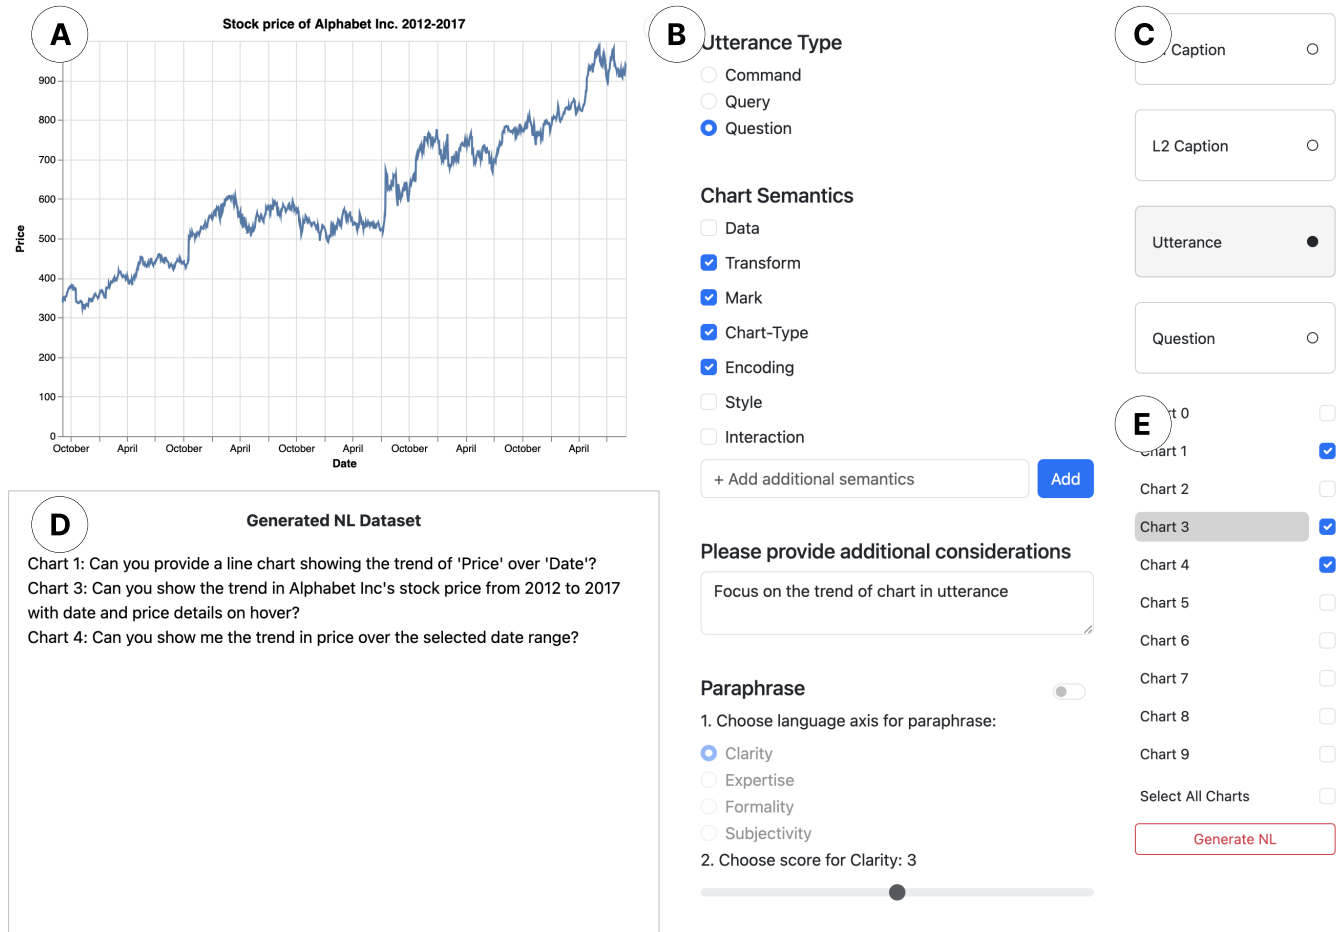 A
Stock price of Alphabet Inc. 2012-2017
900
800
700
600
500
400
300
200
100
0
Price
October April October April October April October April October April
Date
D
Generated NL Dataset
Chart 1: Can you provide a line chart showing the trend of 'Price' over 'Date'?
Chart 3: Can you show the trend in Alphabet Inc's stock price from 2012 to 2017
with date and price details on hover?
Chart 4: Can you show me the trend in price over the selected date range?
B
Utterance Type
Command
Query
Question
Chart Semantics
Data
Transform
Mark
Chart-Type
Encoding
Style
Interaction
+ Add additional semantics
Add
Please provide additional considerations
Focus on the trend of chart in utterance
Paraphrase
1. Choose language axis for paraphrase:
Clarity
Expertise
Formality
Subjectivity
2. Choose score for Clarity: 3
C
Caption
L2 Caption
Utterance
Question
E
0
Chart 1
Chart 2
Chart 3
Chart 4
Chart 5
Chart 6
Chart 7
Chart 8
Chart 9
Select All Charts
Generate NL